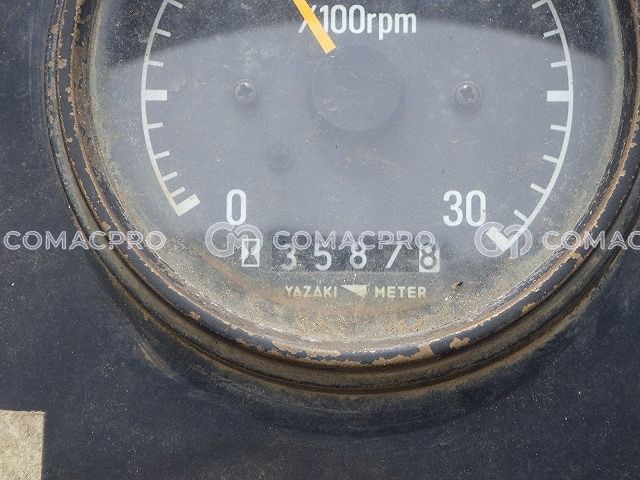 X100rpm
0
30
COMACPRO COMACPRO COMACPRO
35878
YAZAKI METER